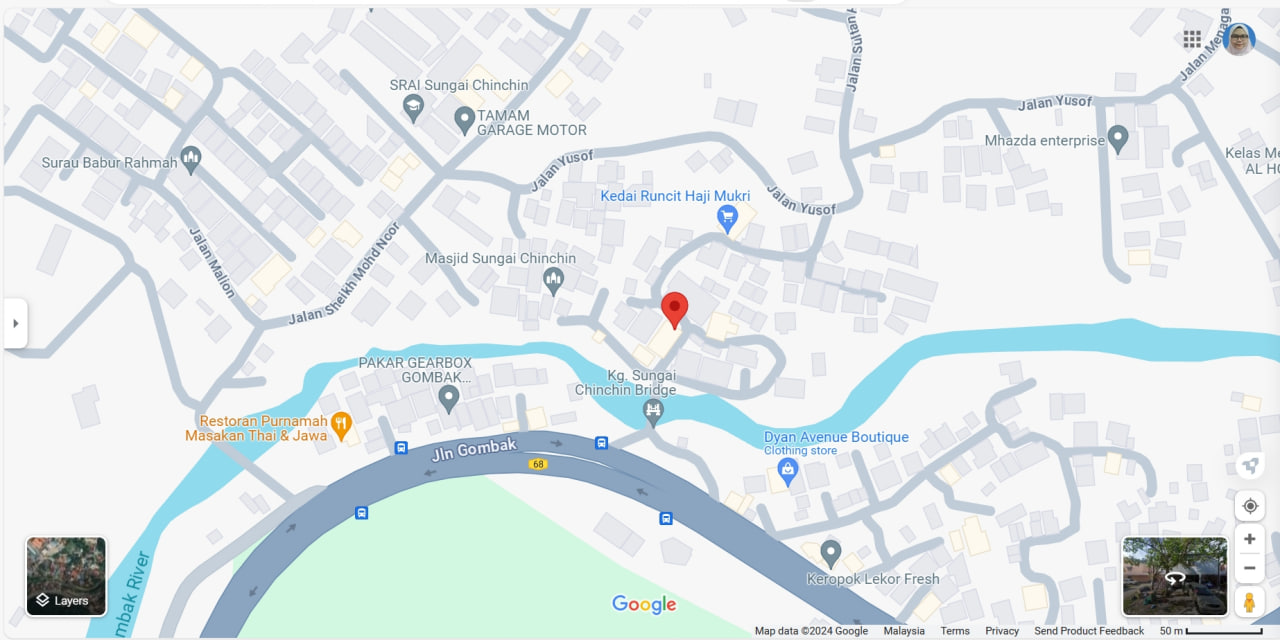 Jalan Sultan
Jalan Menaga
SRAI Sungai Chinchin
Jalan Yusof
TAMAM
GARAGE MOTOR
Mhazda enterprise
Kelas Me
AL HO
Surau Babur Rahmah
Jalan Yusof
Kedai Runcit Haji Mukri
Jalan Yusof
Jalan Malion
Jalan Sheikh Mohd Noor
Masjid Sungai Chinchin
PAKAR GEARBOX
GOMBAK...
Kg. Sungai
Chinchin Bridge
Restoran Purnamah
Masakan Thai & Jawa
Jln Gombak
68
Dyan Avenue Boutique
Clothing store
Keropok Lekor Fresh
mbak River
Layers
Google
Map data ©2024 Google
Malaysia
Terms
Privacy
Send Product Feedback
50 m